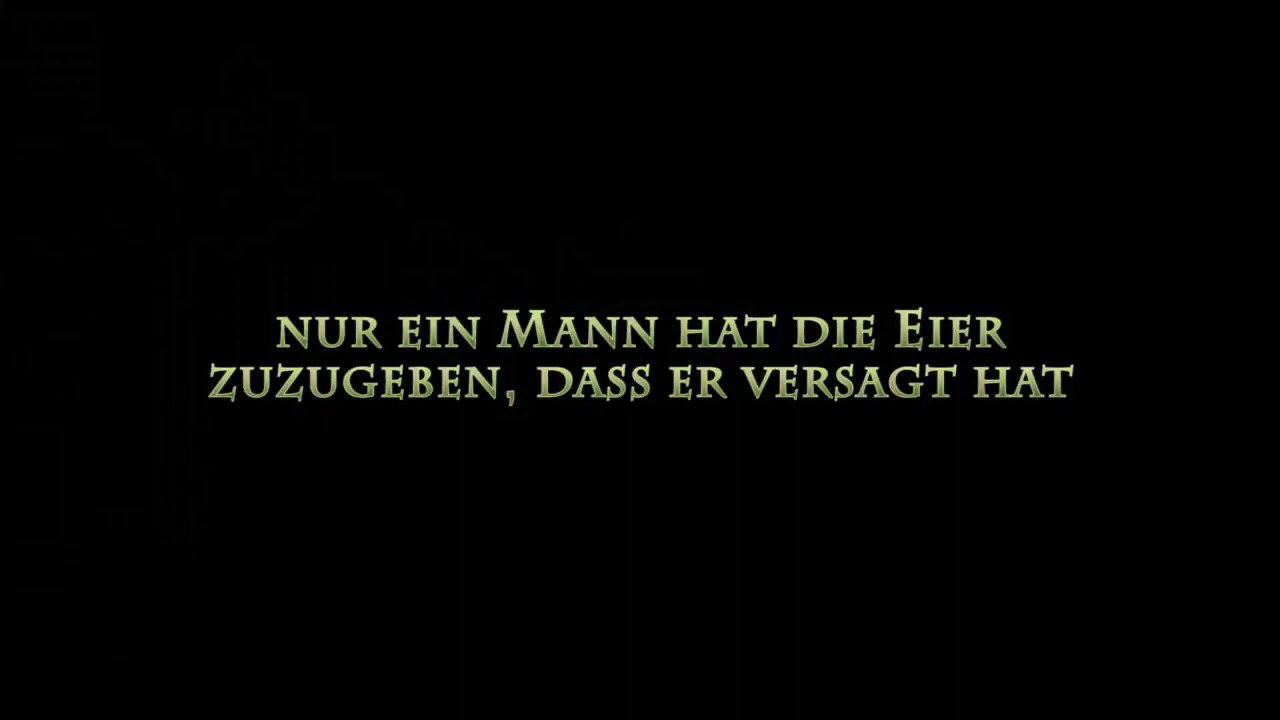 nur ein Mann hat die Eier
zuzugeben, dass er versagt hat